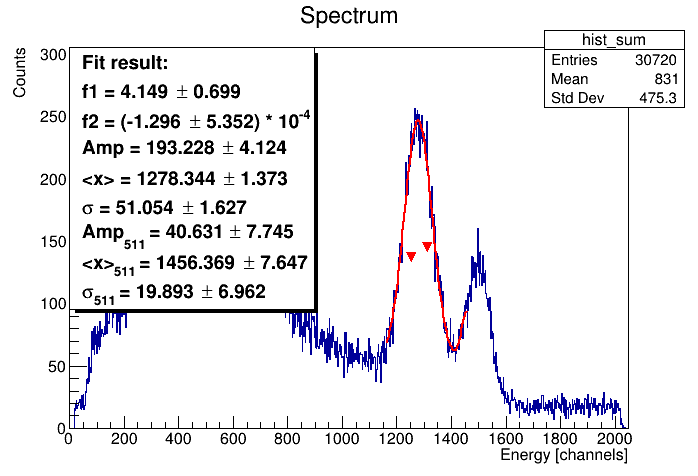 Spectrum
hist_sum
Entries 30720
Mean 831
Std Dev 475.3
Counts
Fit result:
f1 = 4.149 ± 0.699
f2 = (-1.296 ± 5.352) * 10⁻⁴
Amp = 193.228 ± 4.124
<x> = 1278.344 ± 1.373
σ = 51.054 ± 1.627
Amp₅₁₁ = 40.631 ± 7.745
<x>₅₁₁ = 1456.369 ± 7.647
σ₅₁₁ = 19.893 ± 6.962
300
250
200
150
100
50
0
0 200 400 600 800 1000 1200 1400 1600 1800 2000
Energy [channels]